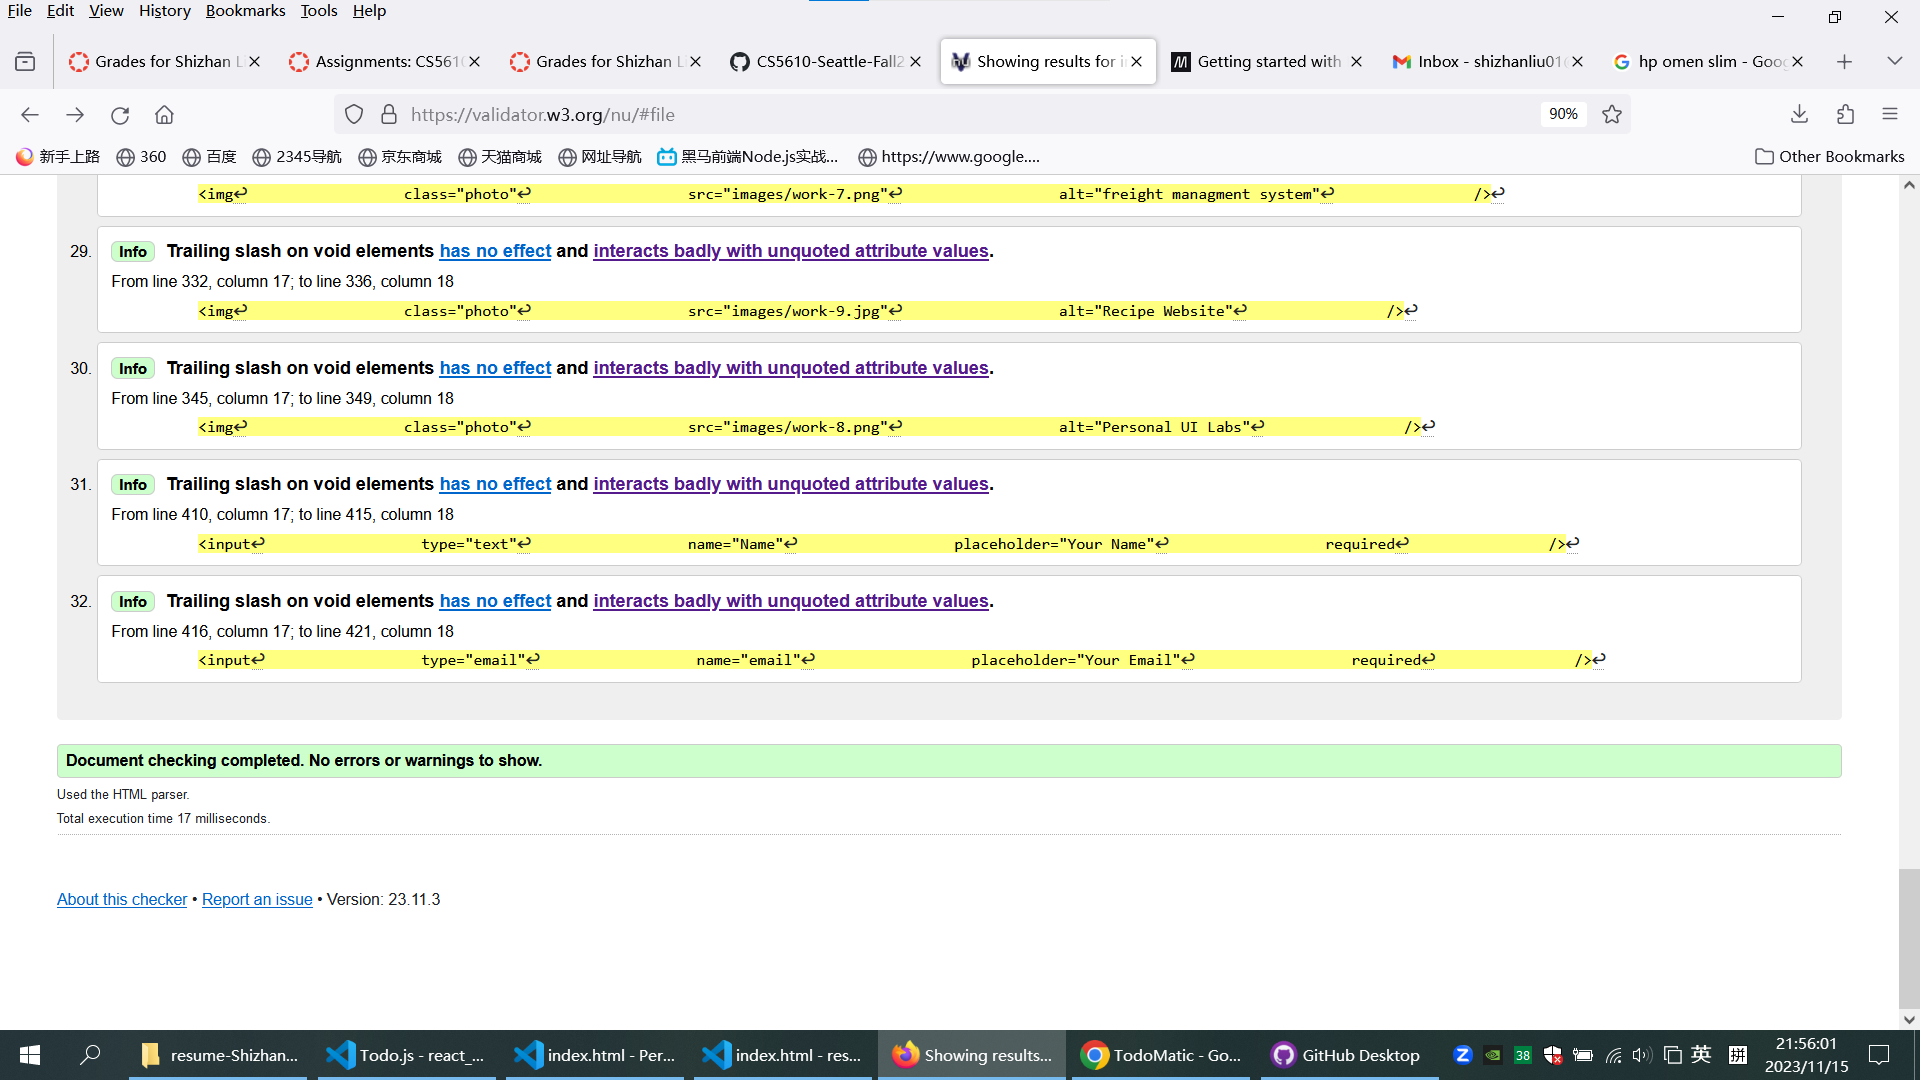 File Edit View History Bookmarks Tools Help
Grades for Shizhan L
Assignments: CS561
Grades for Shizhan L
CS5610-Seattle-Fall2
Showing results for i
Getting started with
Inbox - shizhanliu01
hp omen slim - Goo
https://validator.w3.org/nu/#file
90%
新手上路 360 百度 2345导航 京东商城 天猫商城 网址导航 黑马前端Node.js实战... https://www.google.... Other Bookmarks
<img↩ class="photo"↩ src="images/work-7.png"↩ alt="freight managment system"↩ />↩
29. Info Trailing slash on void elements has no effect and interacts badly with unquoted attribute values.
From line 332, column 17; to line 336, column 18
<img↩ class="photo"↩ src="images/work-9.jpg"↩ alt="Recipe Website"↩ />↩
30. Info Trailing slash on void elements has no effect and interacts badly with unquoted attribute values.
From line 345, column 17; to line 349, column 18
<img↩ class="photo"↩ src="images/work-8.png"↩ alt="Personal UI Labs"↩ />↩
31. Info Trailing slash on void elements has no effect and interacts badly with unquoted attribute values.
From line 410, column 17; to line 415, column 18
<input↩ type="text"↩ name="Name"↩ placeholder="Your Name"↩ required↩ />↩
32. Info Trailing slash on void elements has no effect and interacts badly with unquoted attribute values.
From line 416, column 17; to line 421, column 18
<input↩ type="email"↩ name="email"↩ placeholder="Your Email"↩ required↩ />↩
Document checking completed. No errors or warnings to show.
Used the HTML parser.
Total execution time 17 milliseconds.
About this checker • Report an issue • Version: 23.11.3
resume-Shizhan...
Todo.js - react_...
index.html - Per...
index.html - res...
Showing results...
TodoMatic - Go...
GitHub Desktop
38
英
拼
21:56:01
2023/11/15